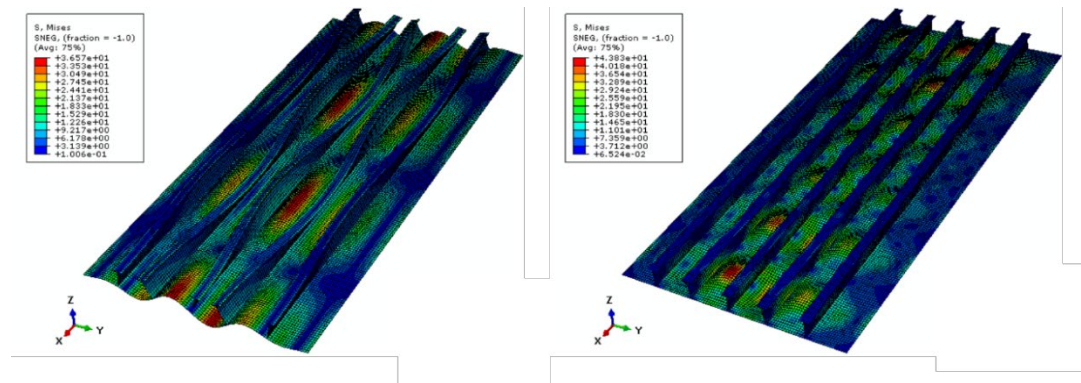 S, Mises
SNEG, (fraction = -1.0)
(Avg: 75%)
+3.657e+01
+3.353e+01
+3.049e+01
+2.745e+01
+2.441e+01
+2.137e+01
+1.833e+01
+1.529e+01
+1.226e+01
+9.217e+00
+6.178e+00
+3.139e+00
+1.006e-01
Z
Y
X
S, Mises
SNEG, (fraction = -1.0)
(Avg: 75%)
+4.383e+01
+4.018e+01
+3.654e+01
+3.289e+01
+2.924e+01
+2.559e+01
+2.195e+01
+1.830e+01
+1.465e+01
+1.101e+01
+7.359e+00
+3.712e+00
+6.524e-02
Z
Y
X